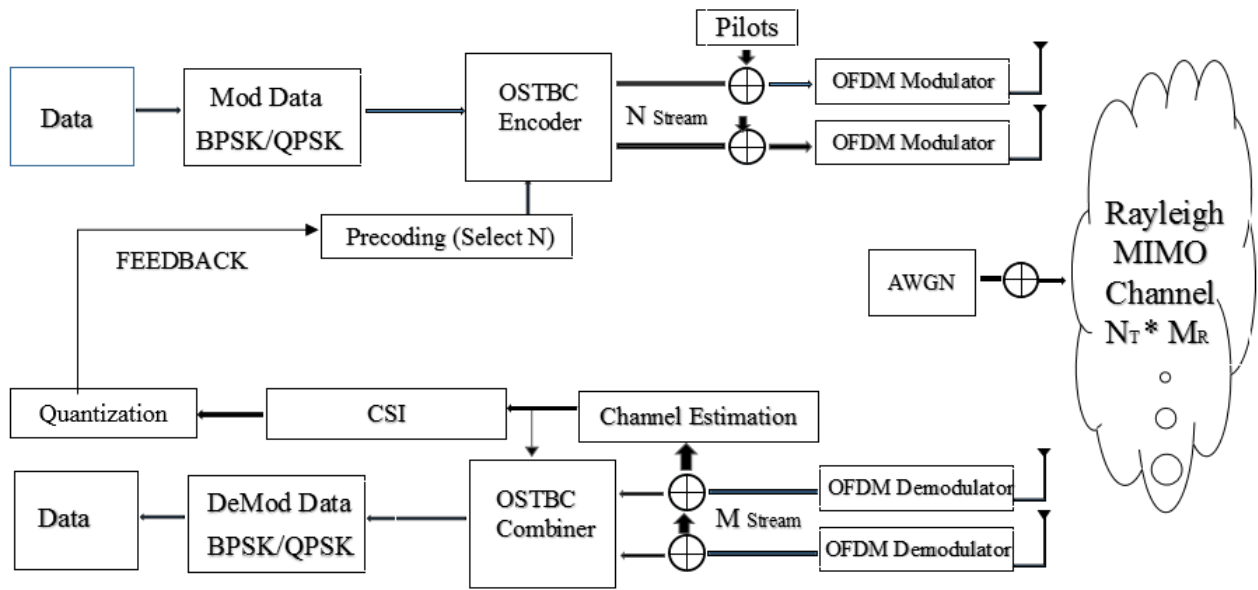 Pilots
Data
Mod Data
BPSK/QPSK
OSTBC
Encoder
N Stream
OFDM Modulator
OFDM Modulator
Precoding (Select N)
FEEDBACK
AWGN
Rayleigh
MIMO
Channel
NT * MR
Quantization
CSI
Channel Estimation
Data
DeMod Data
BPSK/QPSK
OSTBC
Combiner
M Stream
OFDM Demodulator
OFDM Demodulator